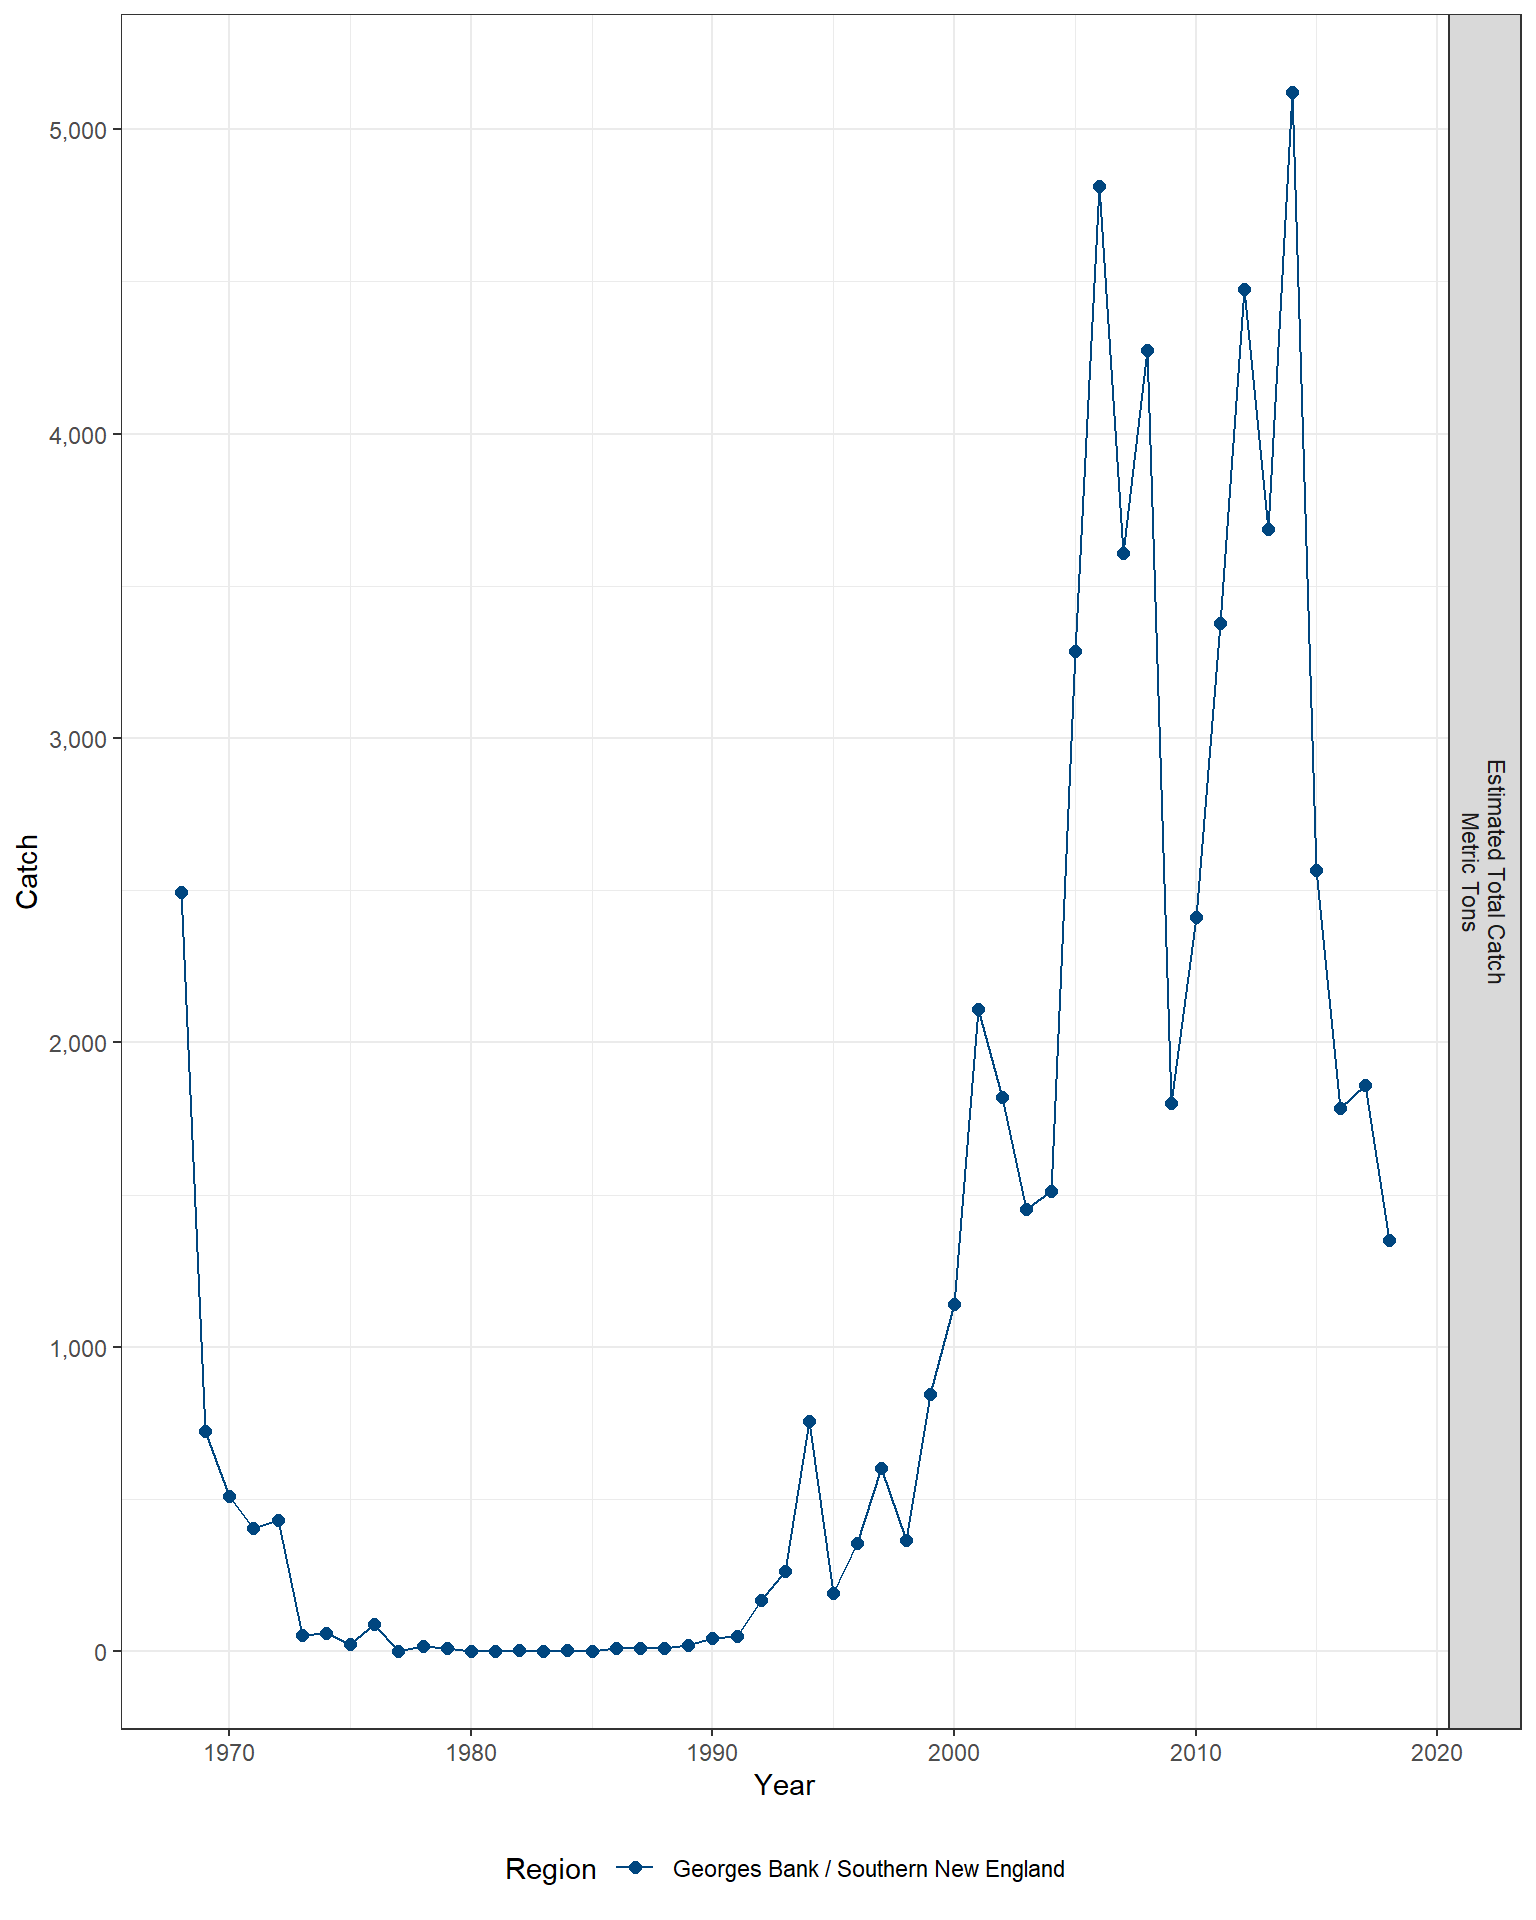 5,000
4,000
3,000
2,000
1,000
0
Catch
Estimated Total Catch
Metric Tons
1970
1980
1990
2000
2010
2020
Year
Region
Georges Bank / Southern New England